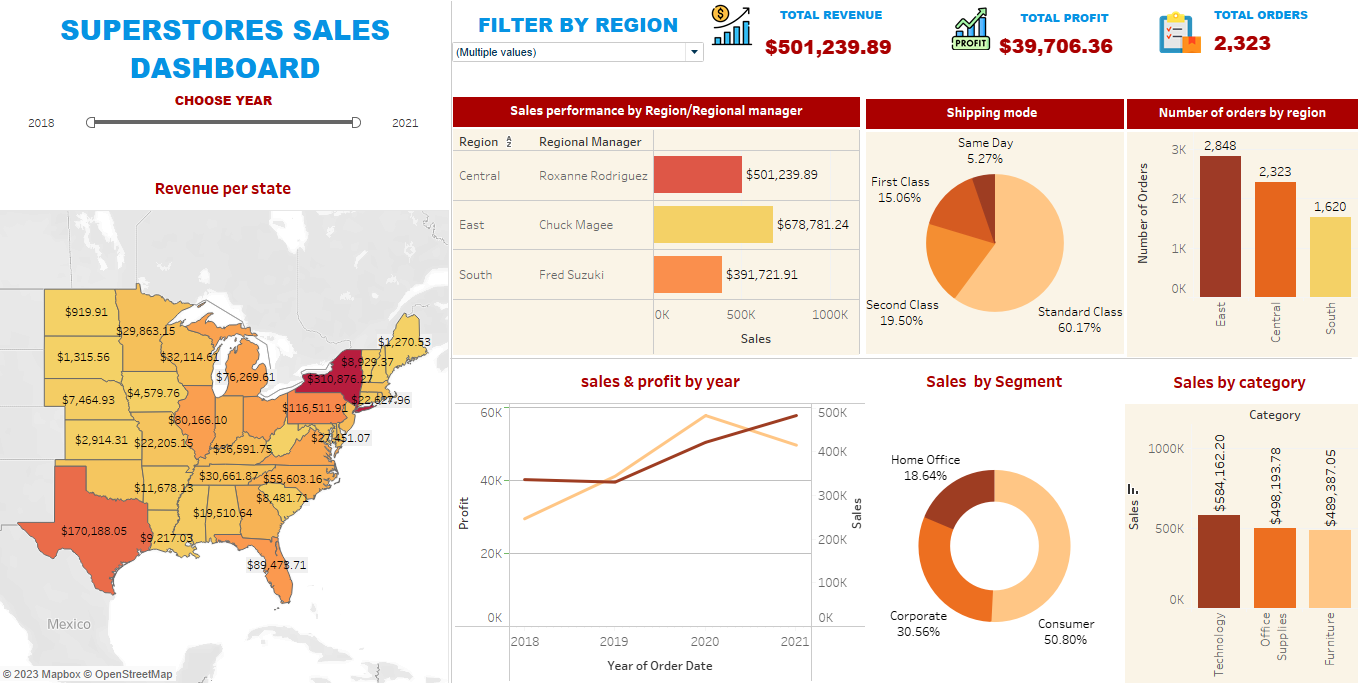 SUPERSTORES SALES
DASHBOARD
CHOOSE YEAR
2018
2021
FILTER BY REGION
(Multiple values)
TOTAL REVENUE
$501,239.89
PROFIT
TOTAL PROFIT
$39,706.36
TOTAL ORDERS
2,323
Revenue per state
$919.91
$29,863.15
$1,270.53
$1,315.56
$32,114.61
$8,929.37
$76,269.61
$310,876.27
$7,464.93
$4,579.76
$22,627.96
$80,166.10
$116,511.91
$2,914.31
$22,205.15
$36,591.75
$27,451.07
$11,678.13
$30,661.87
$55,603.16
$8,481.71
$19,510.64
$170,188.05
$9,217.03
$89,473.71
Mexico
© 2023 Mapbox © OpenStreetMap
Sales performance by Region/Regional manager
Region
Regional Manager
Central Roxanne Rodriguez $501,239.89
East Chuck Magee $678,781.24
South Fred Suzuki $391,721.91
0K 500K 1000K
Sales
Shipping mode
Same Day
5.27%
First Class
15.06%
Second Class
19.50%
Standard Class
60.17%
Number of orders by region
3K
2K
1K
0K
Number of Orders
2,848
2,323
1,620
East
Central
South
sales & profit by year
60K
40K
20K
0K
Profit
500K
400K
300K
200K
100K
0K
Sales
2018 2019 2020 2021
Year of Order Date
Sales by Segment
Home Office
18.64%
Corporate
30.56%
Consumer
50.80%
Sales by category
Category
1000K
500K
0K
Sales
$584,162.20
$498,193.78
$489,387.05
Technology
Office
Supplies
Furniture